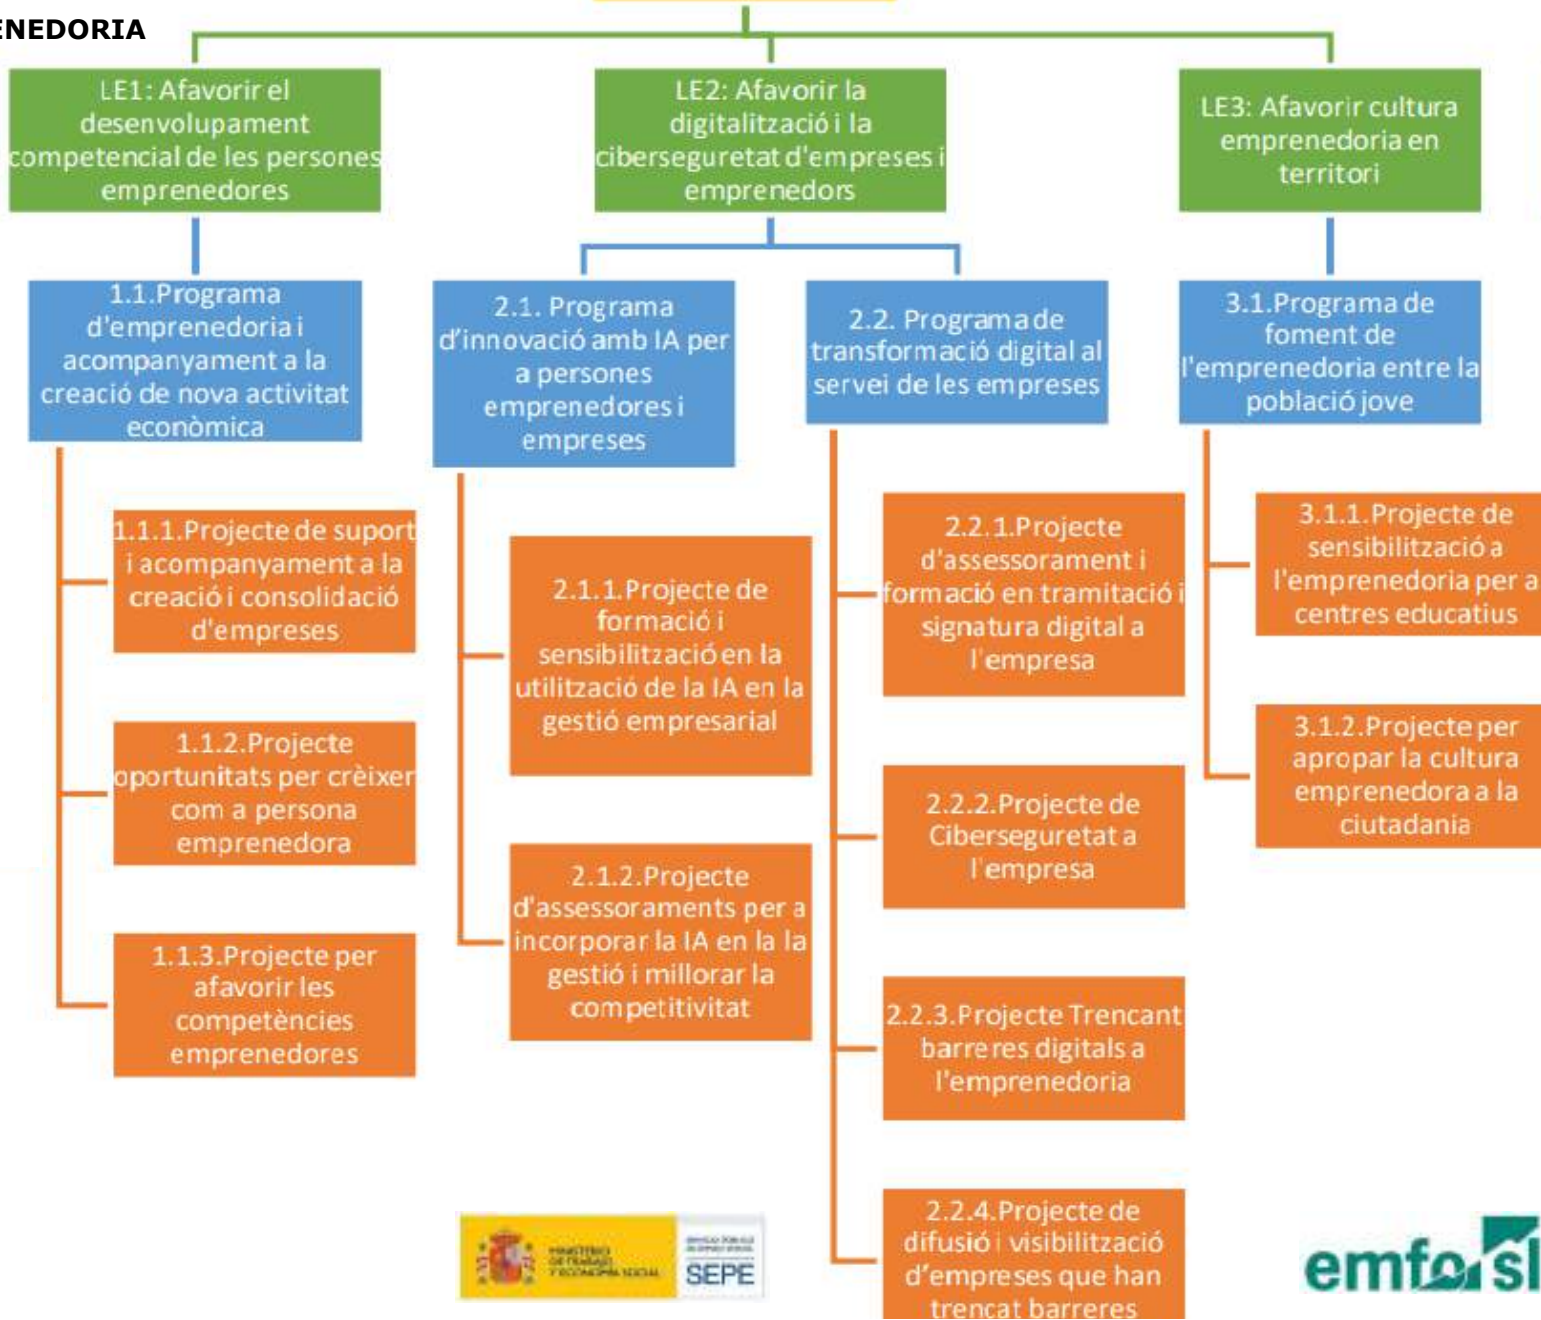 ENEDORIA
LE1: Afavorir el
desenvolupament
competencial de les persones
emprenedores
LE2: Afavorir la
digitalització i la
ciberseguretat d'empreses i
emprenedors
LE3: Afavorir cultura
emprenedoria en
territori
1.1.Programa
d'emprenedoria i
acompanyament a la
creació de nova activitat
econòmica
2.1. Programa
d’innovació amb IA per
a persones
emprenedores i
empreses
2.2. Programa de
transformació digital al
servei de les empreses
3.1.Programa de
foment de
l'emprenedoria entre la
població jove
1.1.1.Projecte de suport
i acompanyament a la
creació i consolidació
d'empreses
1.1.2.Projecte
oportunitats per crèixer
com a persona
emprenedora
1.1.3.Projecte per
afavorir les
competències
emprenedores
2.1.1.Projecte de
formació i
sensibilització en la
utilització de la IA en la
gestió empresarial
2.1.2.Projecte
d'assessoraments per a
incorporar la IA en la la
gestió i millorar la
competitivitat
2.2.1.Projecte
d'assessorament i
formació en tramitació i
signatura digital a
l'empresa
2.2.2.Projecte de
Ciberseguretat a
l'empresa
2.2.3.Projecte Trencant
barreres digitals a
l'emprenedoria
2.2.4.Projecte de
difusió i visibilització
d’empreses que han
trencat barreres
3.1.1.Projecte de
sensibilització a
l'emprenedoria per a
centres educatius
3.1.2.Projecte per
apropar la cultura
emprenedora a la
ciutadania
MINISTERIO
DE TRABAJO
Y ECONOMÍA SOCIAL
SEPE
emfo sl